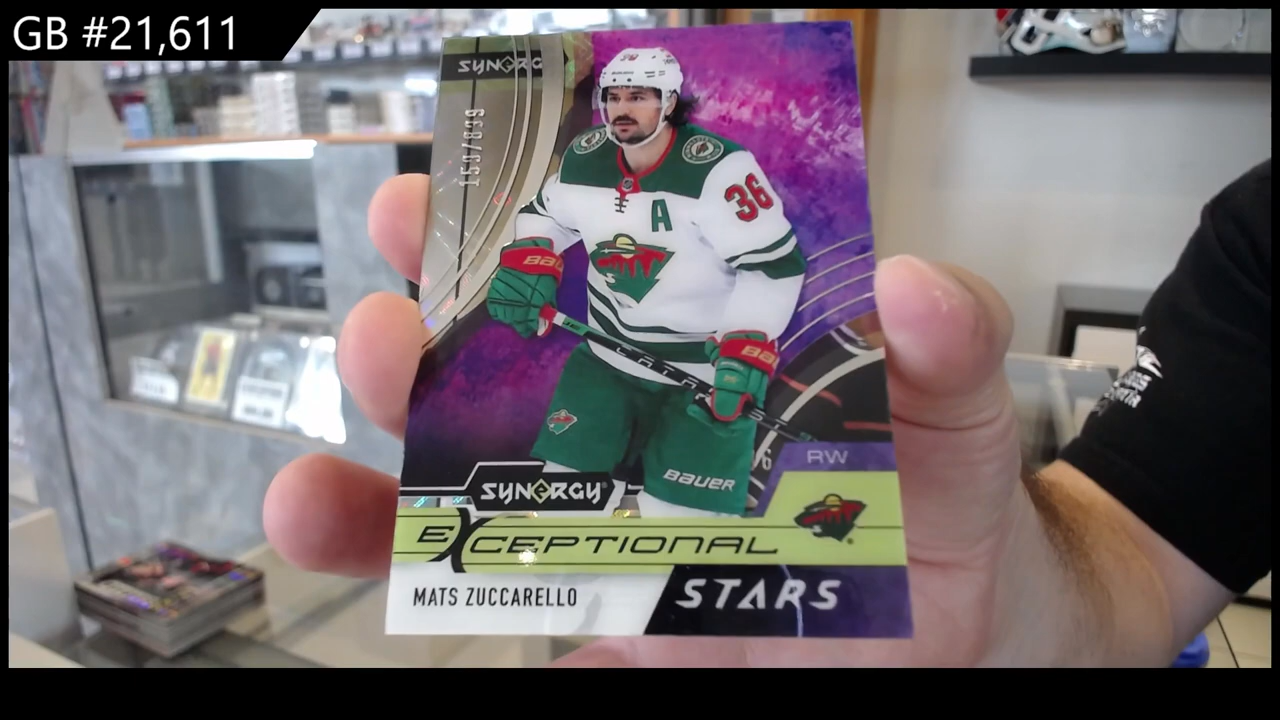 GB #21,611
SYNERGY
159/899
36
A
BAUER
RW
SYNERGY
EXCEPTIONAL
MATS ZUCCARELLO
STARS